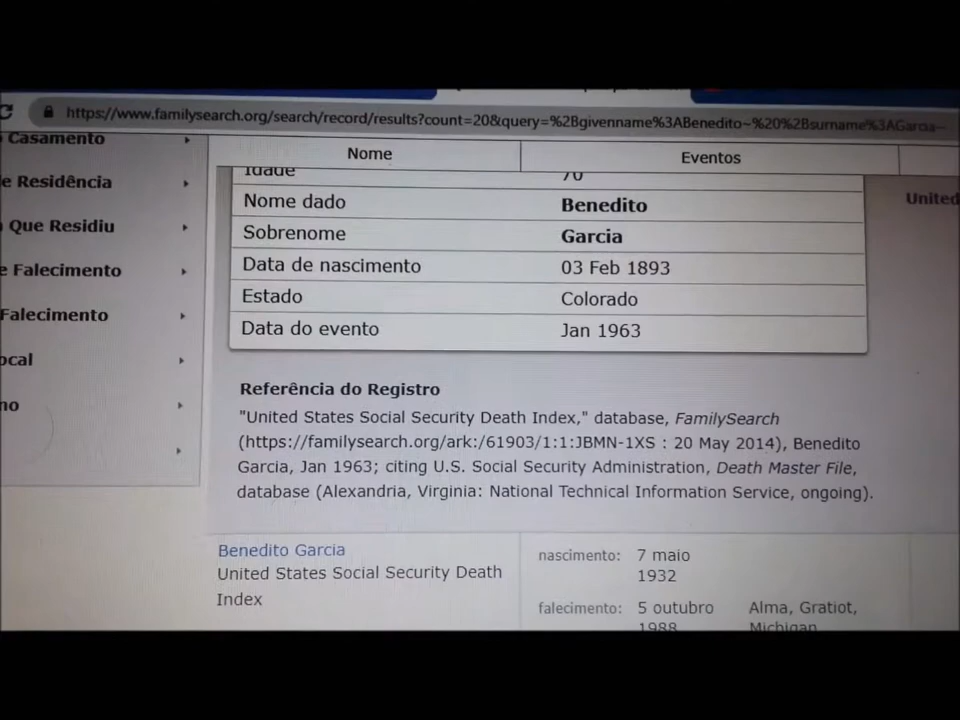 https://www.familysearch.org/search/record/results?count=20&query=%2Bgivenname%3ABenedito~%20%2Bsurname%3AGarcia~
Casamento
e Residência
Que Residiu
e Falecimento
Falecimento
ocal
no
Nome Eventos
Idade 70
Nome dado Benedito
Sobrenome Garcia
Data de nascimento 03 Feb 1893
Estado Colorado
Data do evento Jan 1963
United
Referência do Registro
"United States Social Security Death Index," database, FamilySearch
(https://familysearch.org/ark:/61903/1:1:JBMN-1XS : 20 May 2014), Benedito
Garcia, Jan 1963; citing U.S. Social Security Administration, Death Master File,
database (Alexandria, Virginia: National Technical Information Service, ongoing).
Benedito Garcia
United States Social Security Death
Index
nascimento: 7 maio
1932
falecimento: 5 outubro Alma, Gratiot,
1988 Michigan